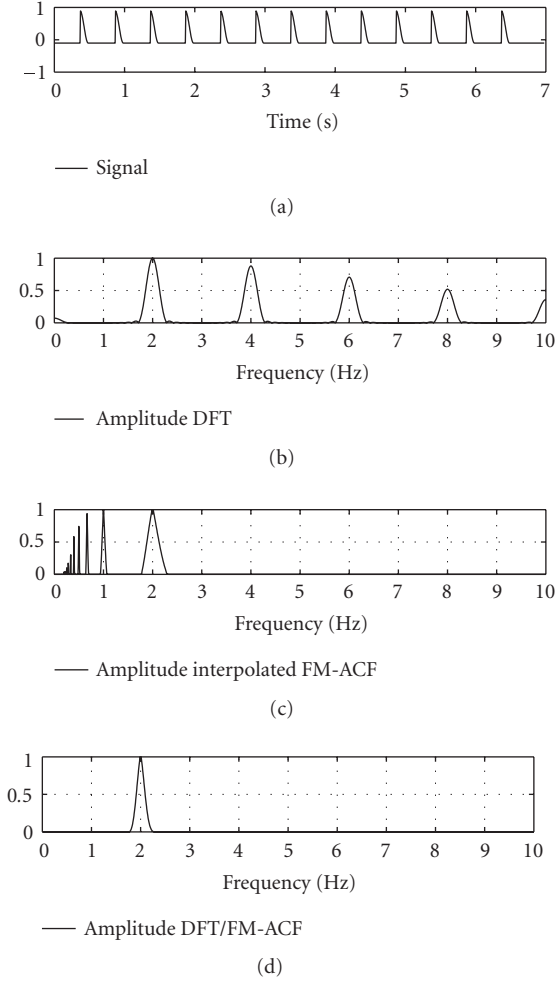 1
0
−1
0 1 2 3 4 5 6 7
Time (s)
Signal
(a)
1
0.5
0
0 1 2 3 4 5 6 7 8 9 10
Frequency (Hz)
Amplitude DFT
(b)
1
0.5
0
0 1 2 3 4 5 6 7 8 9 10
Frequency (Hz)
Amplitude interpolated FM-ACF
(c)
1
0.5
0
0 1 2 3 4 5 6 7 8 9 10
Frequency (Hz)
Amplitude DFT/FM-ACF
(d)